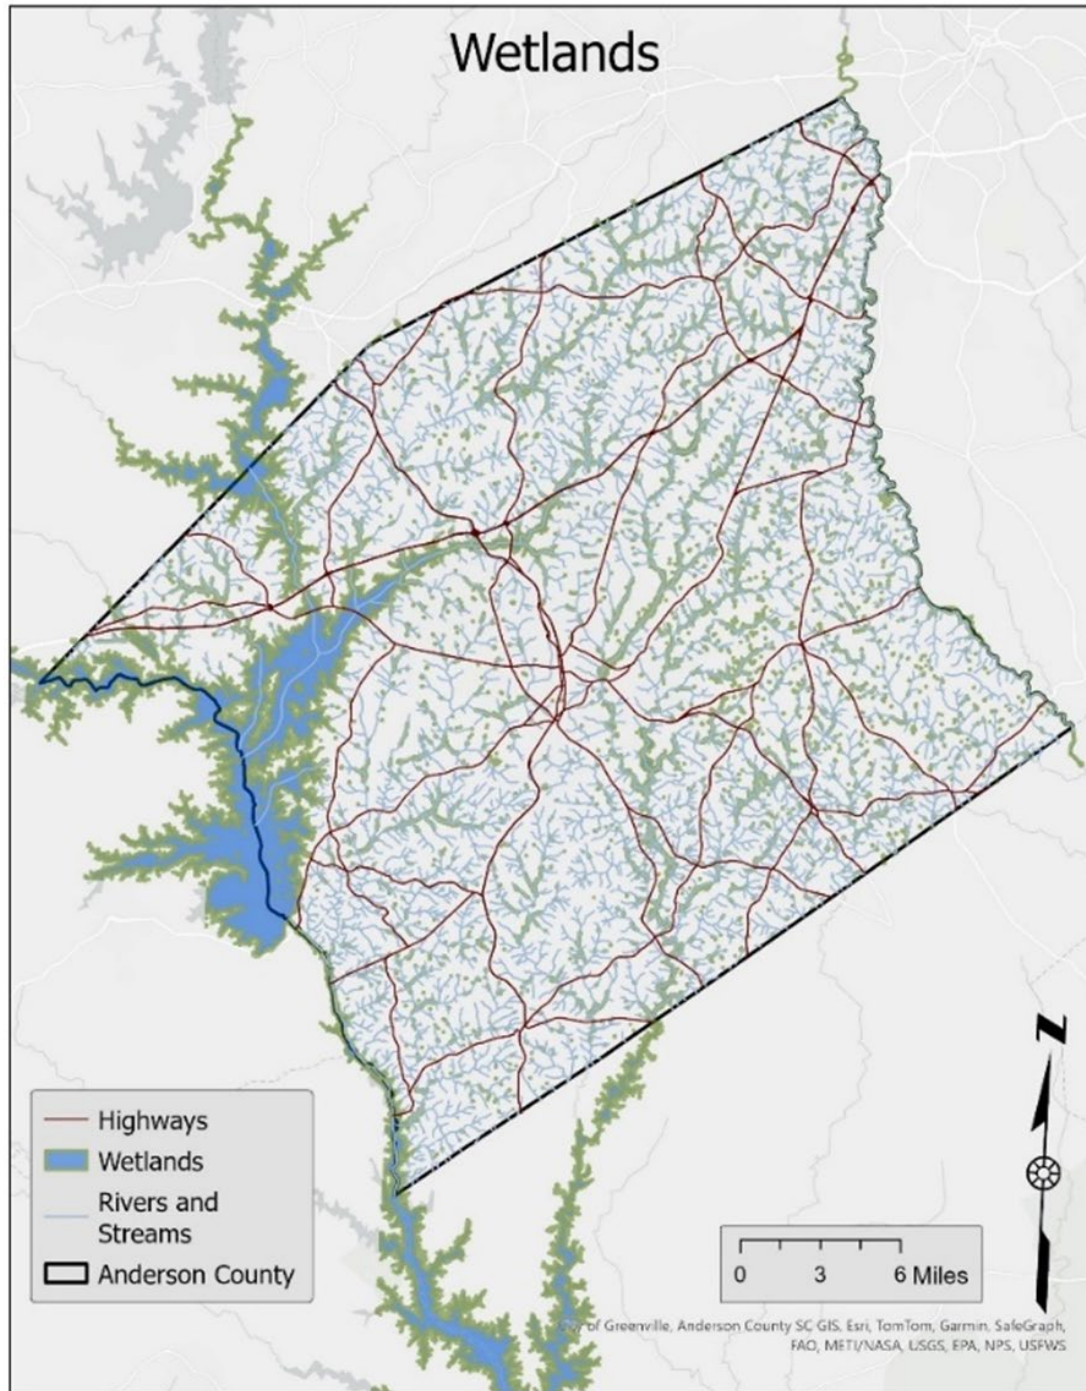 Wetlands
Highways
Wetlands
Rivers and
Streams
Anderson County
N
0 3 6 Miles
of Greenville, Anderson County SC GIS, Esri, TomTom, Garmin, SafeGraph,
FAO, METI/NASA, USGS, EPA, NPS, USFWS